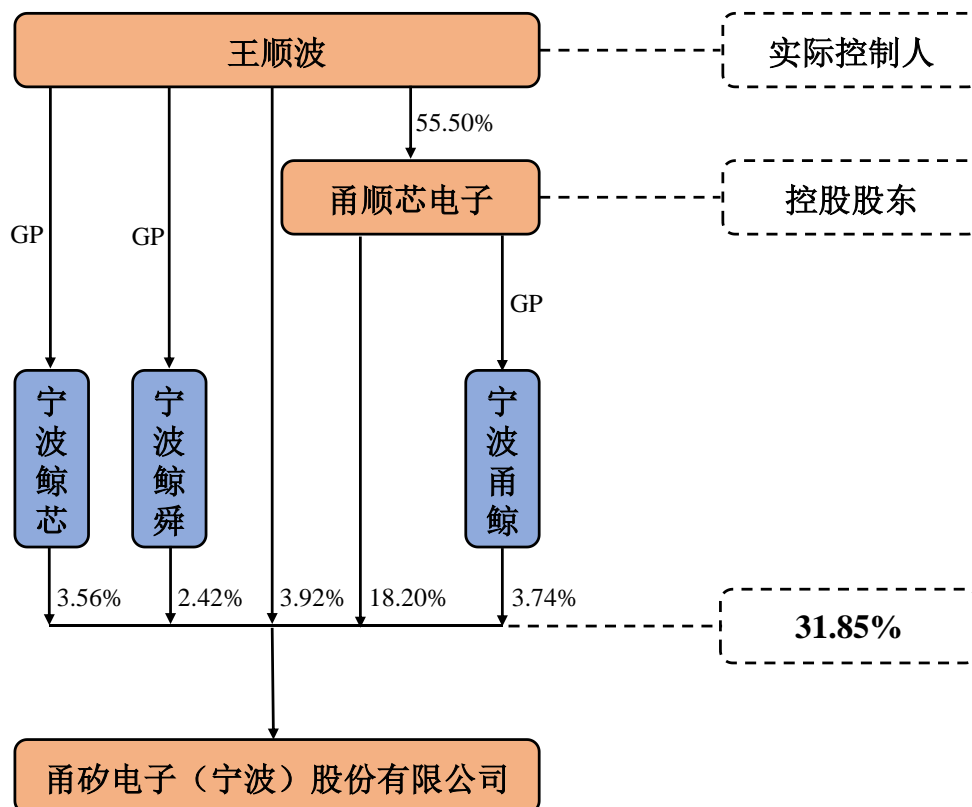 王顺波
实际控制人
55.50%
甬顺芯电子
控股股东
GP
GP
GP
宁波鲸芯
宁波鲸舜
宁波甬鲸
3.56%
2.42%
3.92%
18.20%
3.74%
31.85%
甬矽电子（宁波）股份有限公司